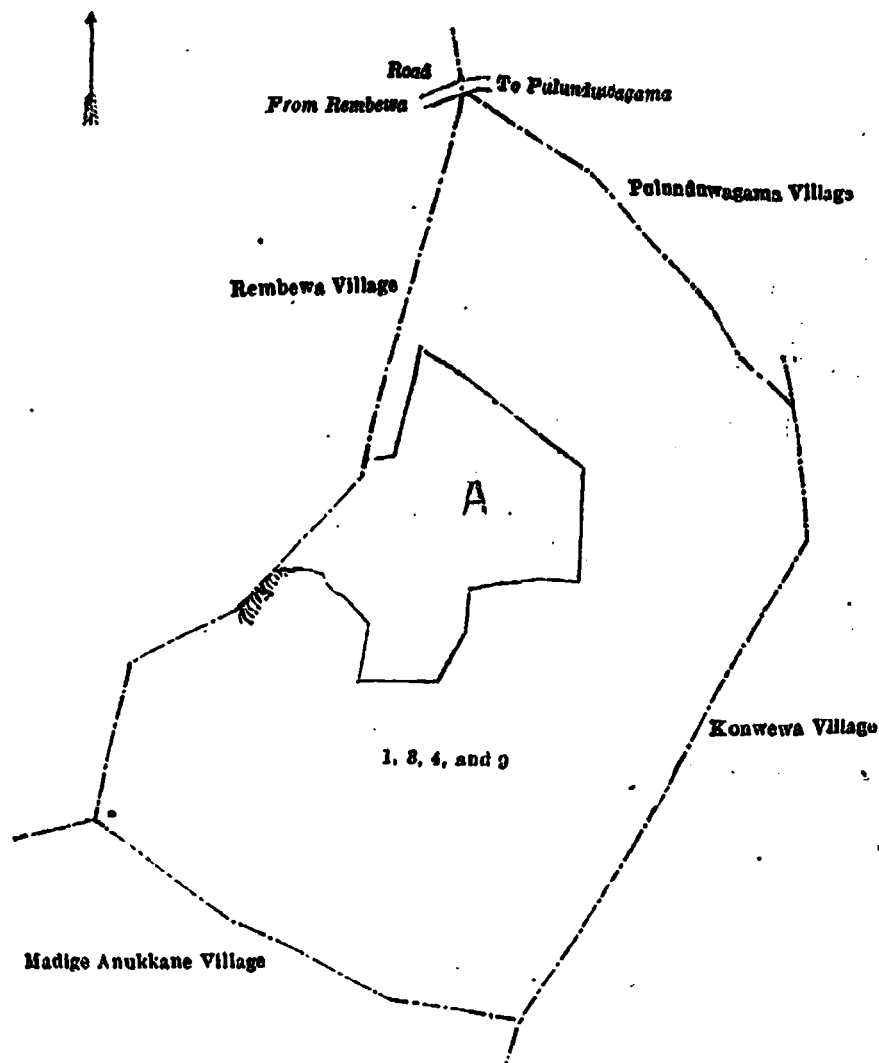 Road
From Rembewa
To Pulunduwagama
Pulunduwagama Village
Rembewa Village
A
Konwewa Village
1, 3, 4, and 9
Madige Anukkane Village